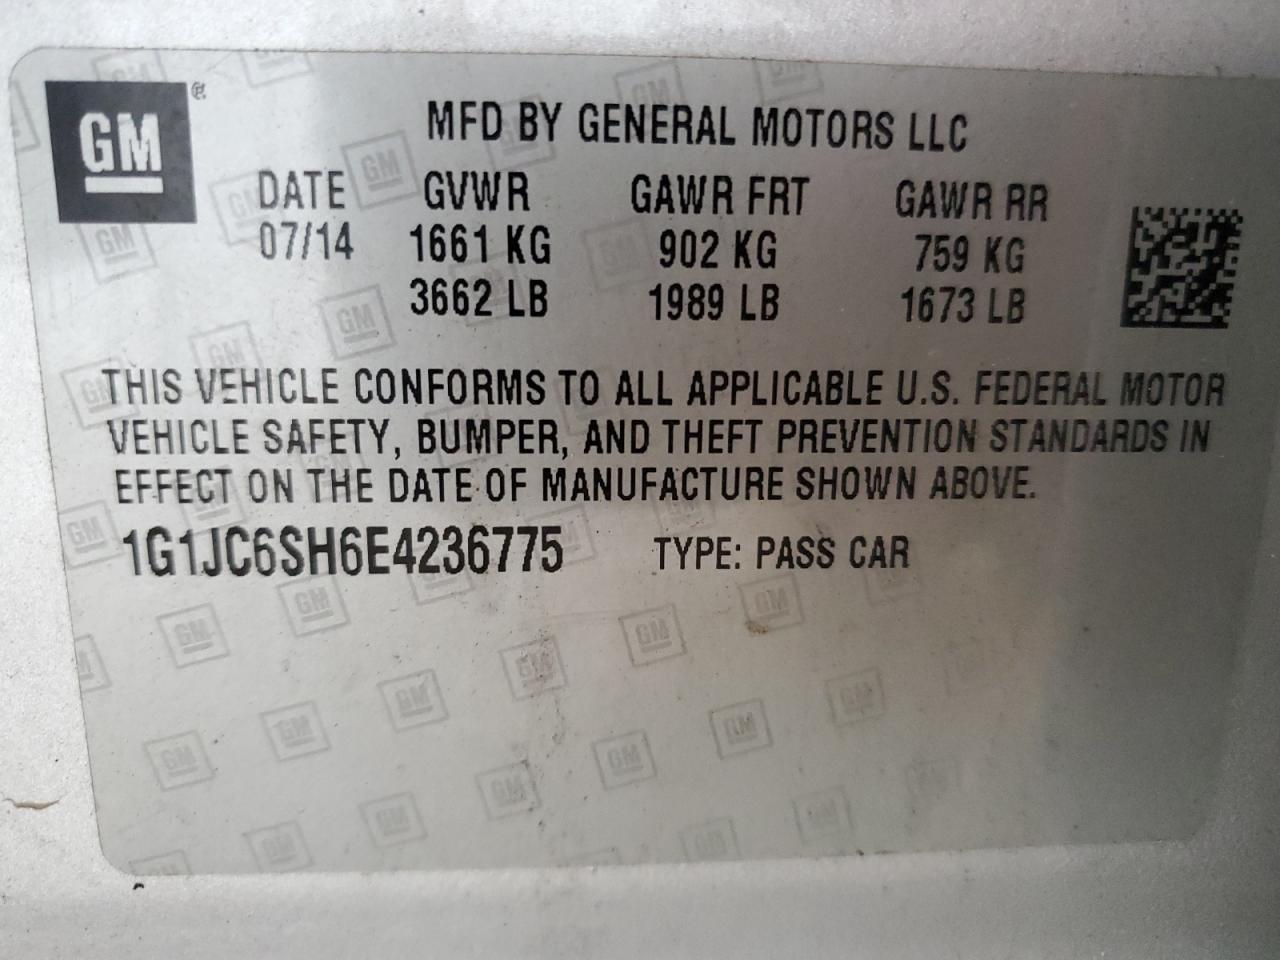 GM
MFD BY GENERAL MOTORS LLC
DATE GVWR GAWR FRT GAWR RR
07/14 1661 KG 902 KG 759 KG
3662 LB 1989 LB 1673 LB
THIS VEHICLE CONFORMS TO ALL APPLICABLE U.S. FEDERAL MOTOR
VEHICLE SAFETY, BUMPER, AND THEFT PREVENTION STANDARDS IN
EFFECT ON THE DATE OF MANUFACTURE SHOWN ABOVE.
1G1JC6SH6E4236775 TYPE: PASS CAR